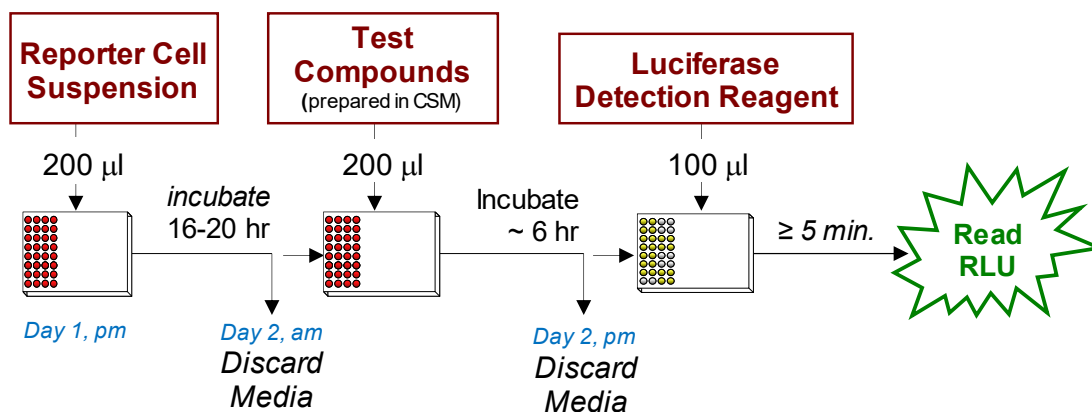 Reporter Cell
Suspension
Test
Compounds
(prepared in CSM)
Luciferase
Detection Reagent
200 μl
200 μl
100 μl
incubate
16-20 hr
Incubate
~ 6 hr
≥ 5 min.
Read
RLU
Day 1, pm
Day 2, am
Discard
Media
Day 2, pm
Discard
Media